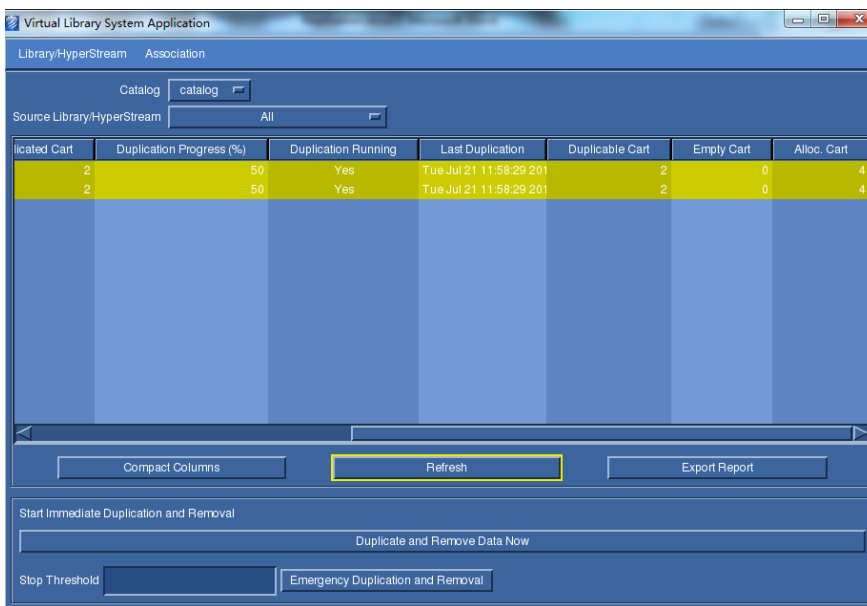 Virtual Library System Application
Library/HyperStream Association
Catalog catalog
Source Library/HyperStream All
licated Cart Duplication Progress (%) Duplication Running Last Duplication Duplicable Cart Empty Cart Alloc. Cart
2 50 Yes Tue Jul 21 11:58:29 201 2 0 4
2 50 Yes Tue Jul 21 11:58:29 201 2 0 4
Compact Columns Refresh Export Report
Start Immediate Duplication and Removal
Duplicate and Remove Data Now
Stop Threshold Emergency Duplication and Removal